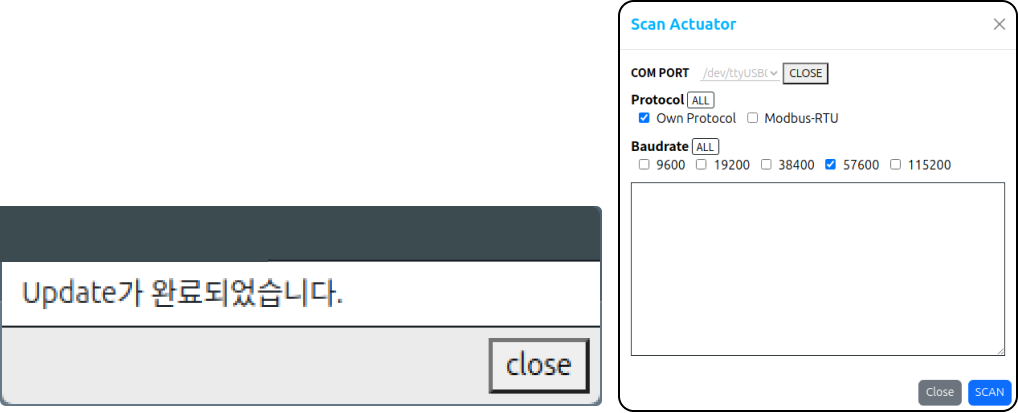 Update가 완료되었습니다.
close
Scan Actuator
COM PORT /dev/ttyUSB( CLOSE
Protocol ALL
Own Protocol Modbus-RTU
Baudrate ALL
9600 19200 38400 57600 115200
Close SCAN